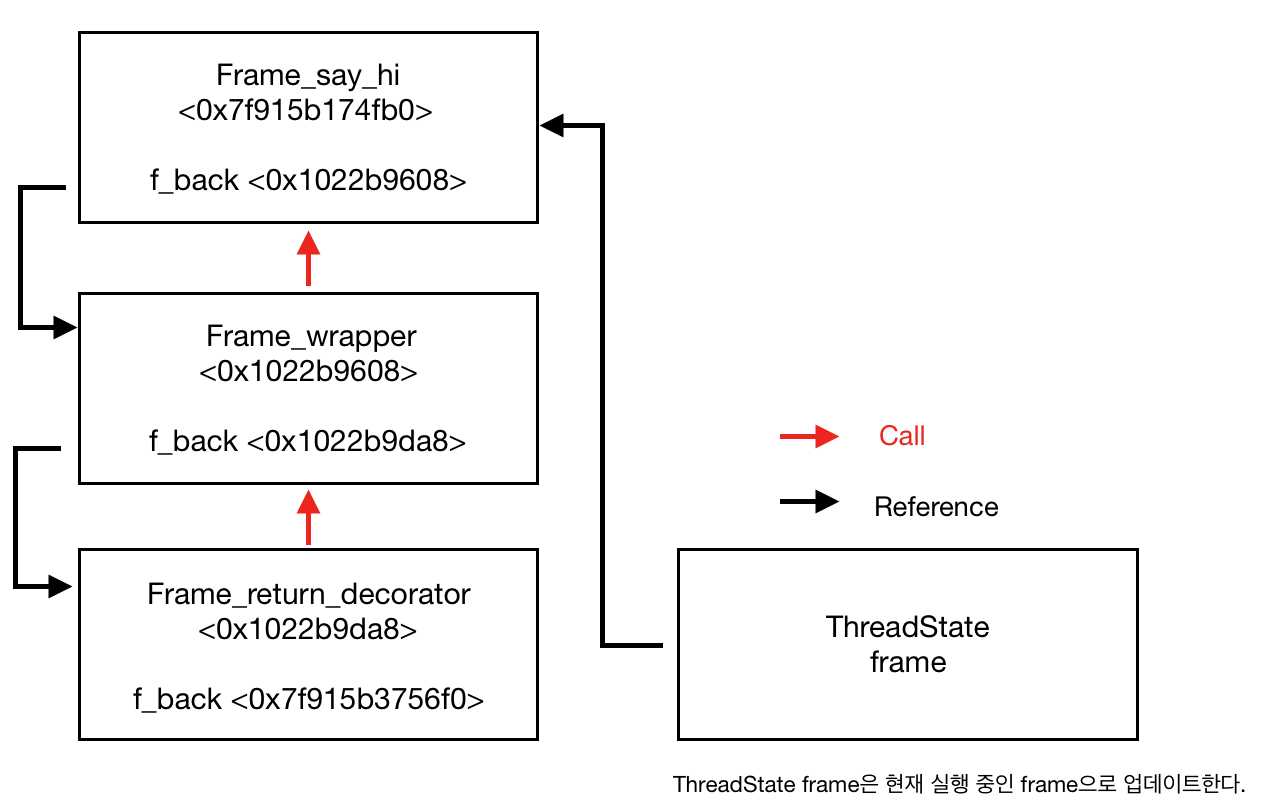 Frame_say_hi
<0x7f915b174fb0>
f_back <0x1022b9608>
Frame_wrapper
<0x1022b9608>
f_back <0x1022b9da8>
Frame_return_decorator
<0x1022b9da8>
f_back <0x7f915b3756f0>
Call
Reference
ThreadState
frame
ThreadState frame은 현재 실행 중인 frame으로 업데이트한다.